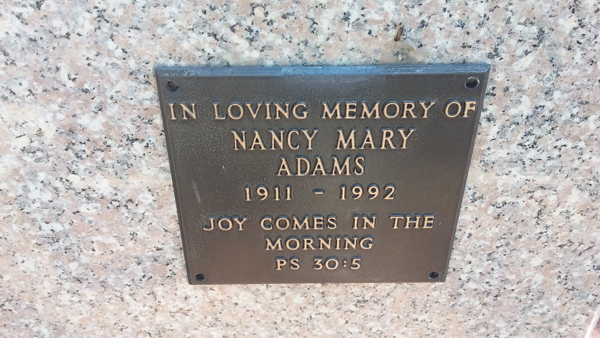 IN LOVING MEMORY OF
NANCY MARY
ADAMS
1911 - 1992
JOY COMES IN THE
MORNING
PS 30:5